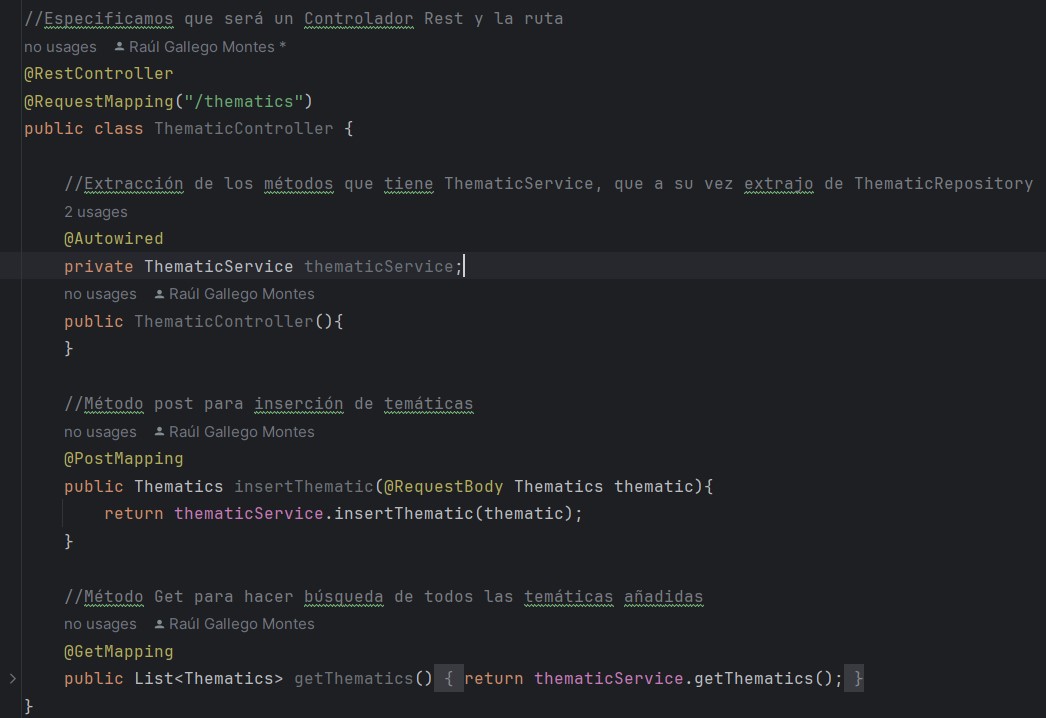 //Especificamos que será un Controlador Rest y la ruta
no usages Raúl Gallego Montes *
@RestController
@RequestMapping("/thematics")
public class ThematicController {
//Extracción de los métodos que tiene ThematicService, que a su vez extrajo de ThematicRepository
2 usages
@Autowired
private ThematicService thematicService;
no usages Raúl Gallego Montes
public ThematicController(){
}
//Método post para inserción de temáticas
no usages Raúl Gallego Montes
@PostMapping
public Thematics insertThematic(@RequestBody Thematics thematic){
return thematicService.insertThematic(thematic);
}
//Método Get para hacer búsqueda de todos las temáticas añadidas
no usages Raúl Gallego Montes
@GetMapping
public List<Thematics> getThematics() { return thematicService.getThematics(); }
}